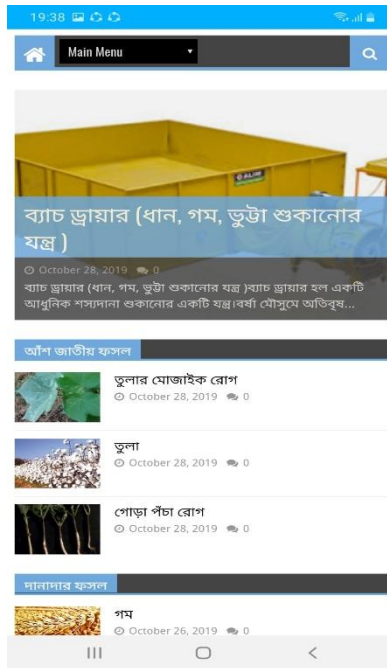 19:38
Main Menu
ALIM
ব্যাচ ড্রায়ার (ধান, গম, ভুট্টা শুকানোর
যন্ত্র )
October 28, 2019 0
ব্যাচ ড্রায়ার (ধান, গম, ভুট্টা শুকানোর যন্ত্র )ব্যাচ ড্রায়ার হল একটি
আধুনিক শস্যদানা শুকানোর একটি যন্ত্র।বর্ষা মৌসুমে অতিবৃষ...
আঁশ জাতীয় ফসল
তুলার মোজাইক রোগ
October 28, 2019 0
তুলা
October 28, 2019 0
গোড়া পঁচা রোগ
October 28, 2019 0
দানাদার ফসল
গম
October 26, 2019 0